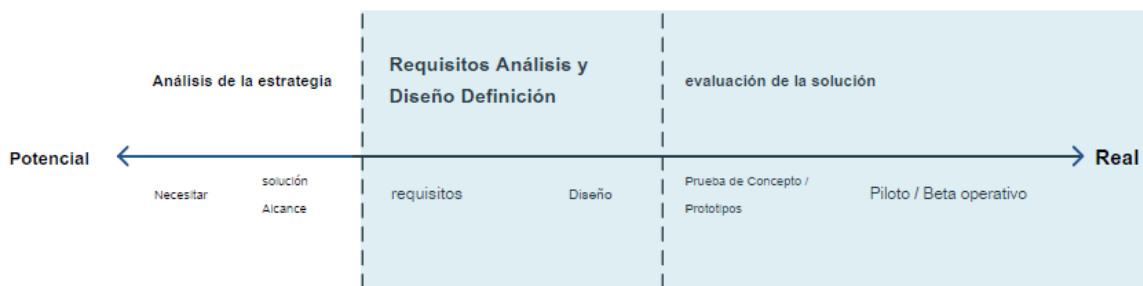 Análisis de la estrategia
Requisitos Análisis y
Diseño Definición
evaluación de la solución
Potencial
Real
Necesitar
solución
Alcance
requisitos
Diseño
Prueba de Concepto /
Prototipos
Piloto / Beta operativo